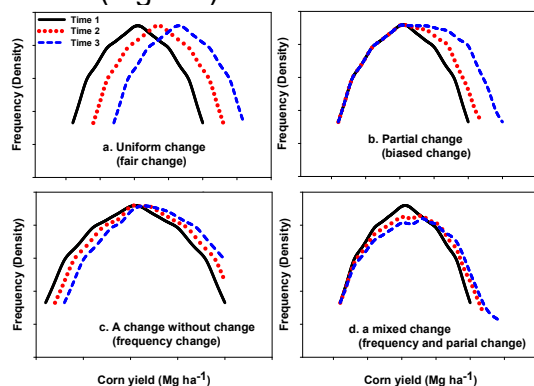 (Mg ha
Time 1
Time 2
Time 3
Frequency (Density)
a. Uniform change
(fair change)
Frequency (Density)
b. Partial change
(biased change)
Frequency (Density)
c. A change without change
(frequency change)
Corn yield (Mg ha-1)
Frequency (Density)
d. a mixed change
(frequency and parial change)
Corn yield (Mg ha-1)